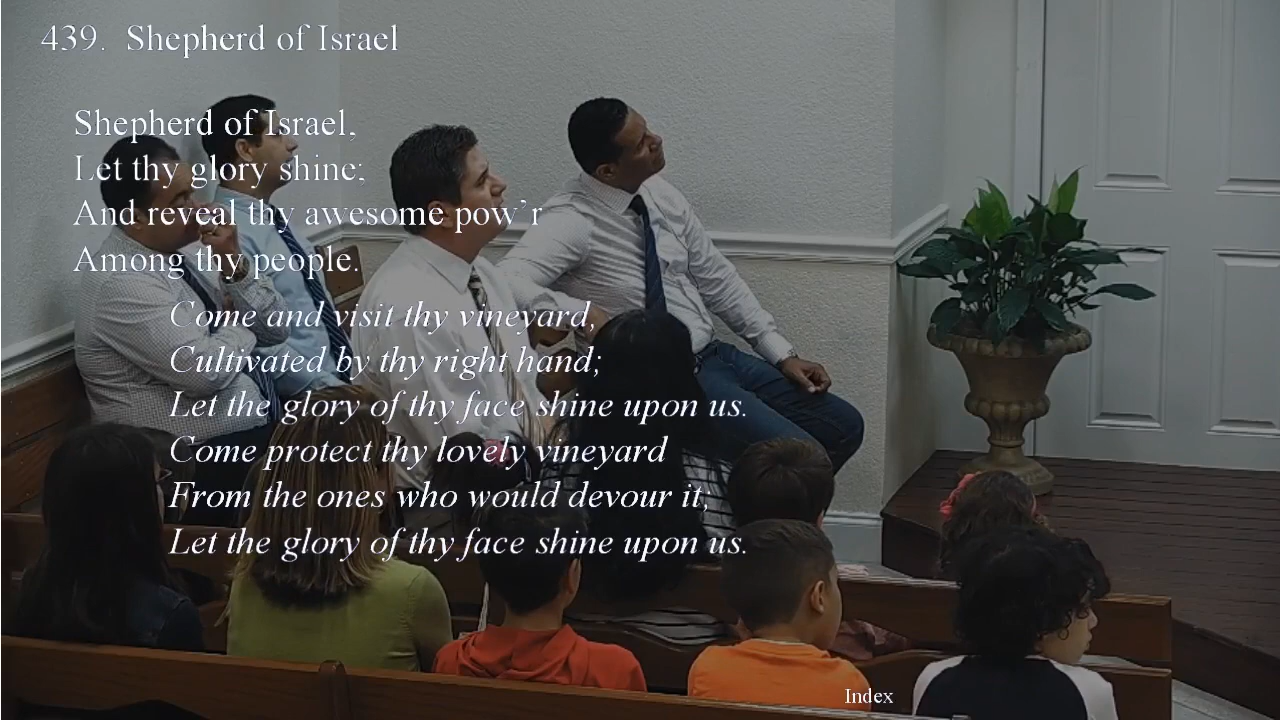 439. Shepherd of Israel
Shepherd of Israel,
Let thy glory shine;
And reveal thy awesome pow’r
Among thy people.
Come and visit thy vineyard,
Cultivated by thy right hand;
Let the glory of thy face shine upon us.
Come protect thy lovely vineyard
From the ones who would devour it;
Let the glory of thy face shine upon us.
Index